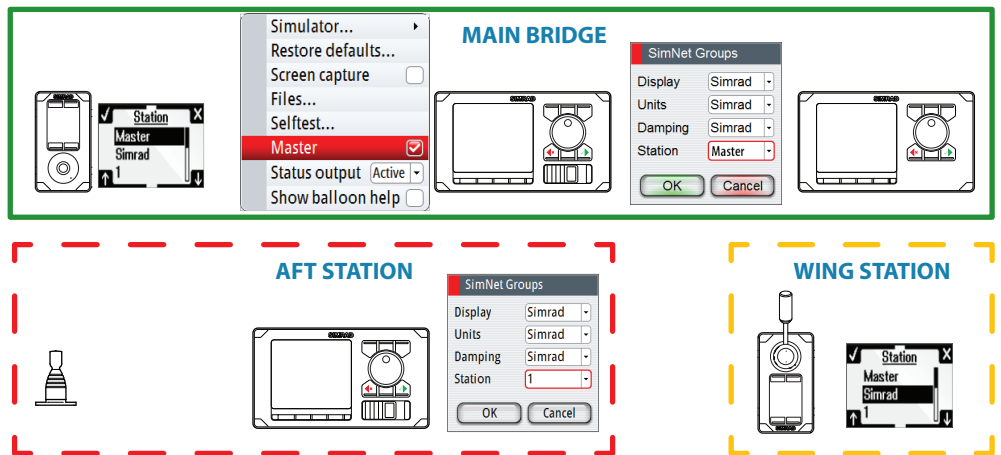 MAIN BRIDGE
SIMRAD
Station
Master
Simrad
1
Simulator...
Restore defaults...
Screen capture
Files...
Selftest...
Master
Status output Active
Show balloon help
SIMRAD
SimNet Groups
Display Simrad
Units Simrad
Damping Simrad
Station Master
OK Cancel
SIMRAD
AFT STATION
SIMRAD
SimNet Groups
Display Simrad
Units Simrad
Damping Simrad
Station 1
OK Cancel
WING STATION
SIMRAD
Station
Master
Simrad
1